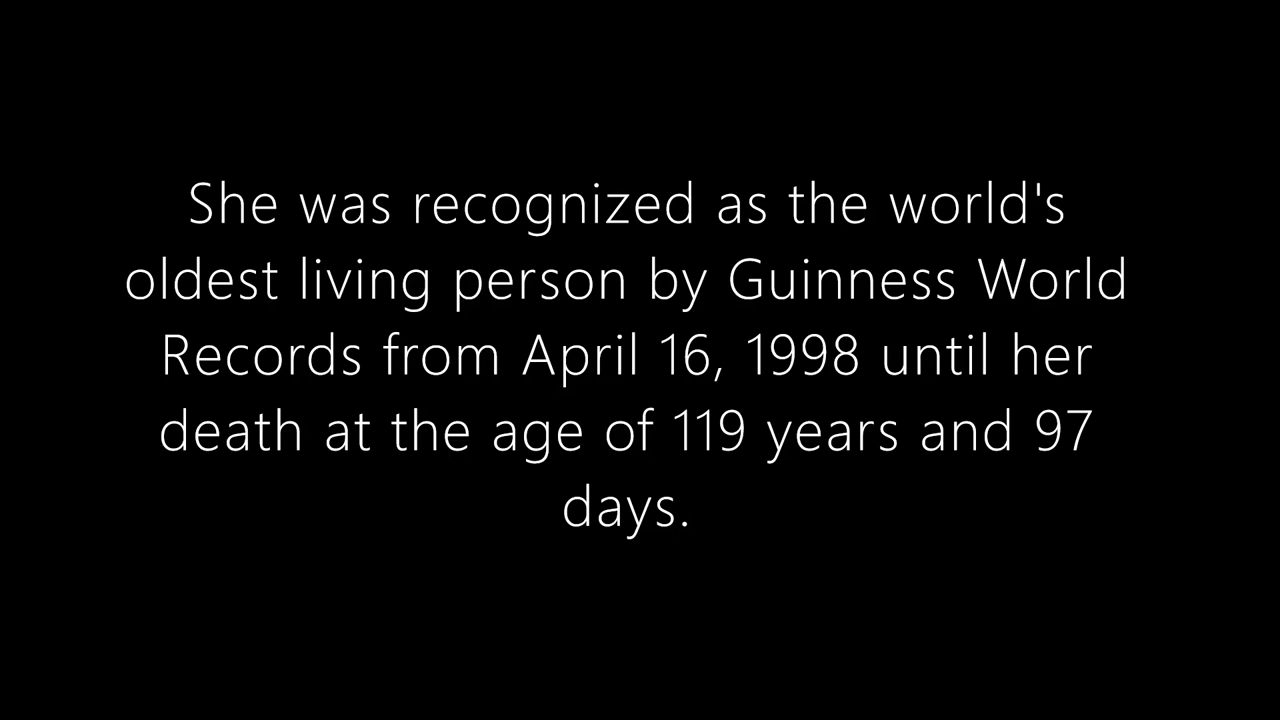 She was recognized as the world's
oldest living person by Guinness World
Records from April 16, 1998 until her
death at the age of 119 years and 97
days.